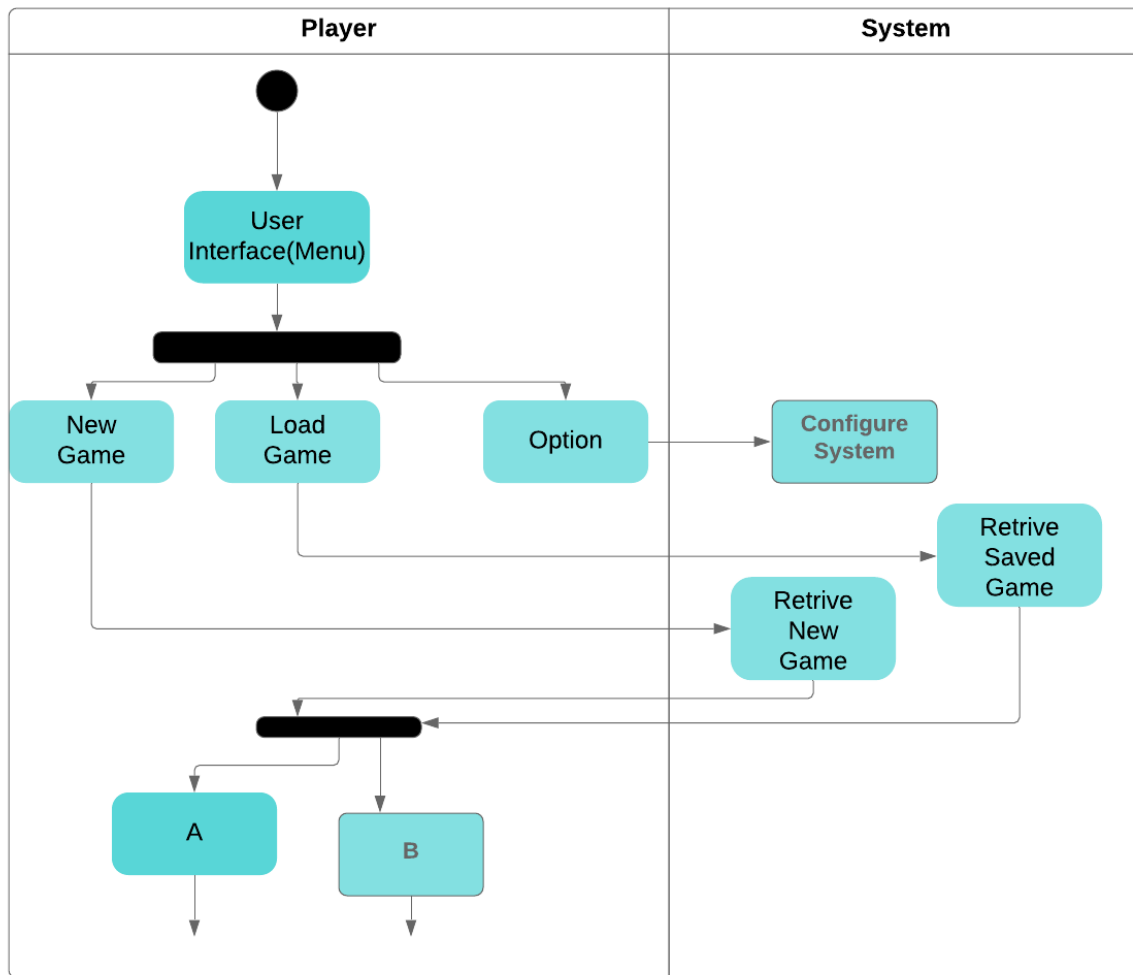 Player
System
User
Interface(Menu)
New
Game
Load
Game
Option
Configure
System
Retrive
Saved
Game
Retrive
New
Game
A
B